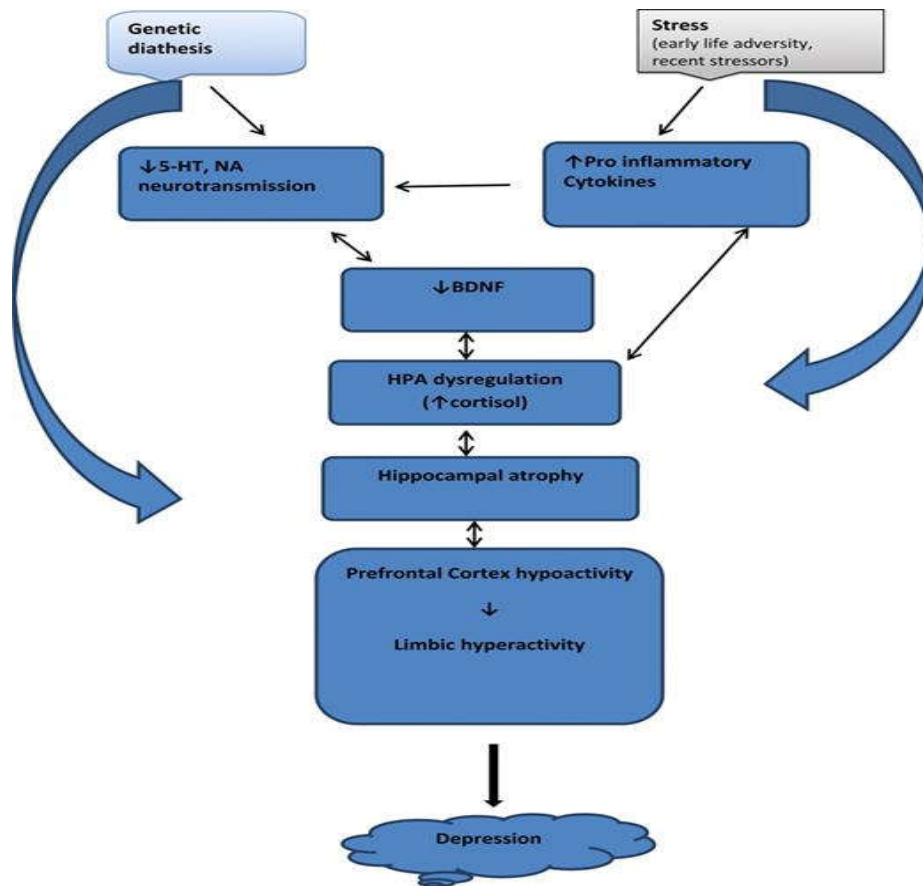 Genetic
diathesis
Stress
(early life adversity,
recent stressors)
↓5-HT, NA
neurotransmission
↑Pro inflammatory
Cytokines
↓BDNF
HPA dysregulation
(↑cortisol)
Hippocampal atrophy
Prefrontal Cortex hypoactivity
↓
Limbic hyperactivity
Depression